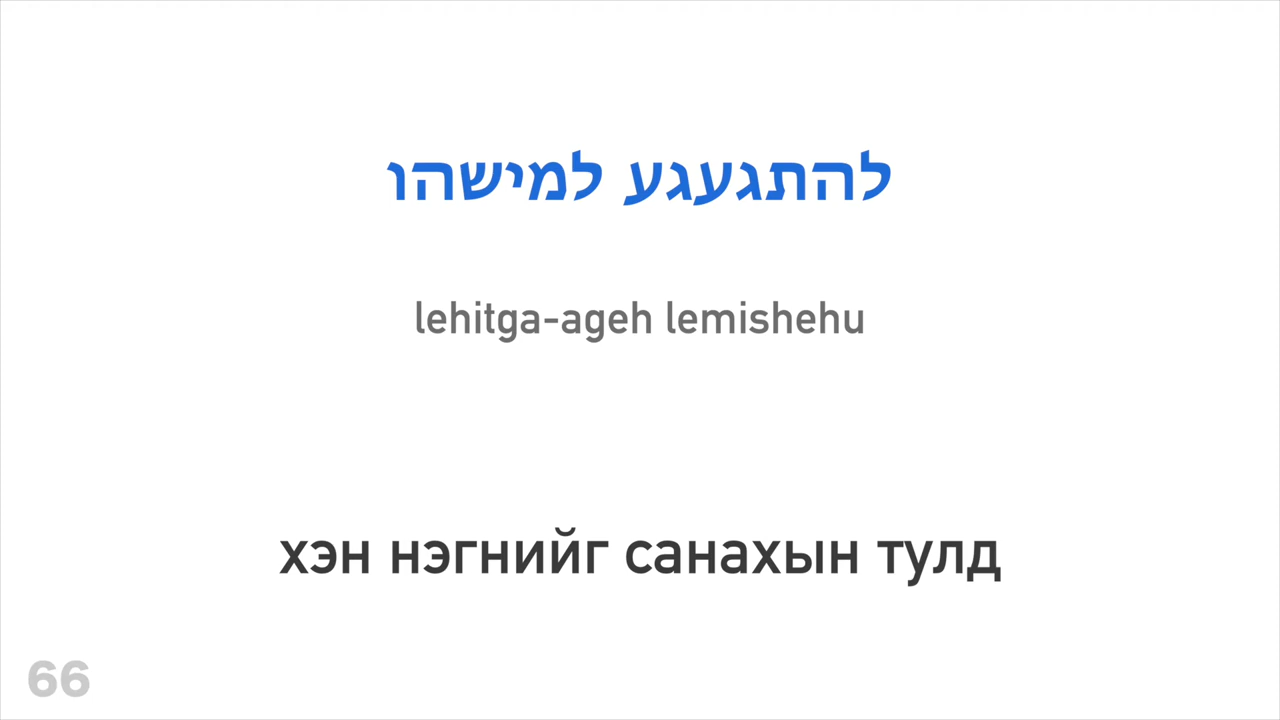 להתגעגע למישהו
lehitga-ageh lemishehu
хэн нэгнийг санахын тулд
66